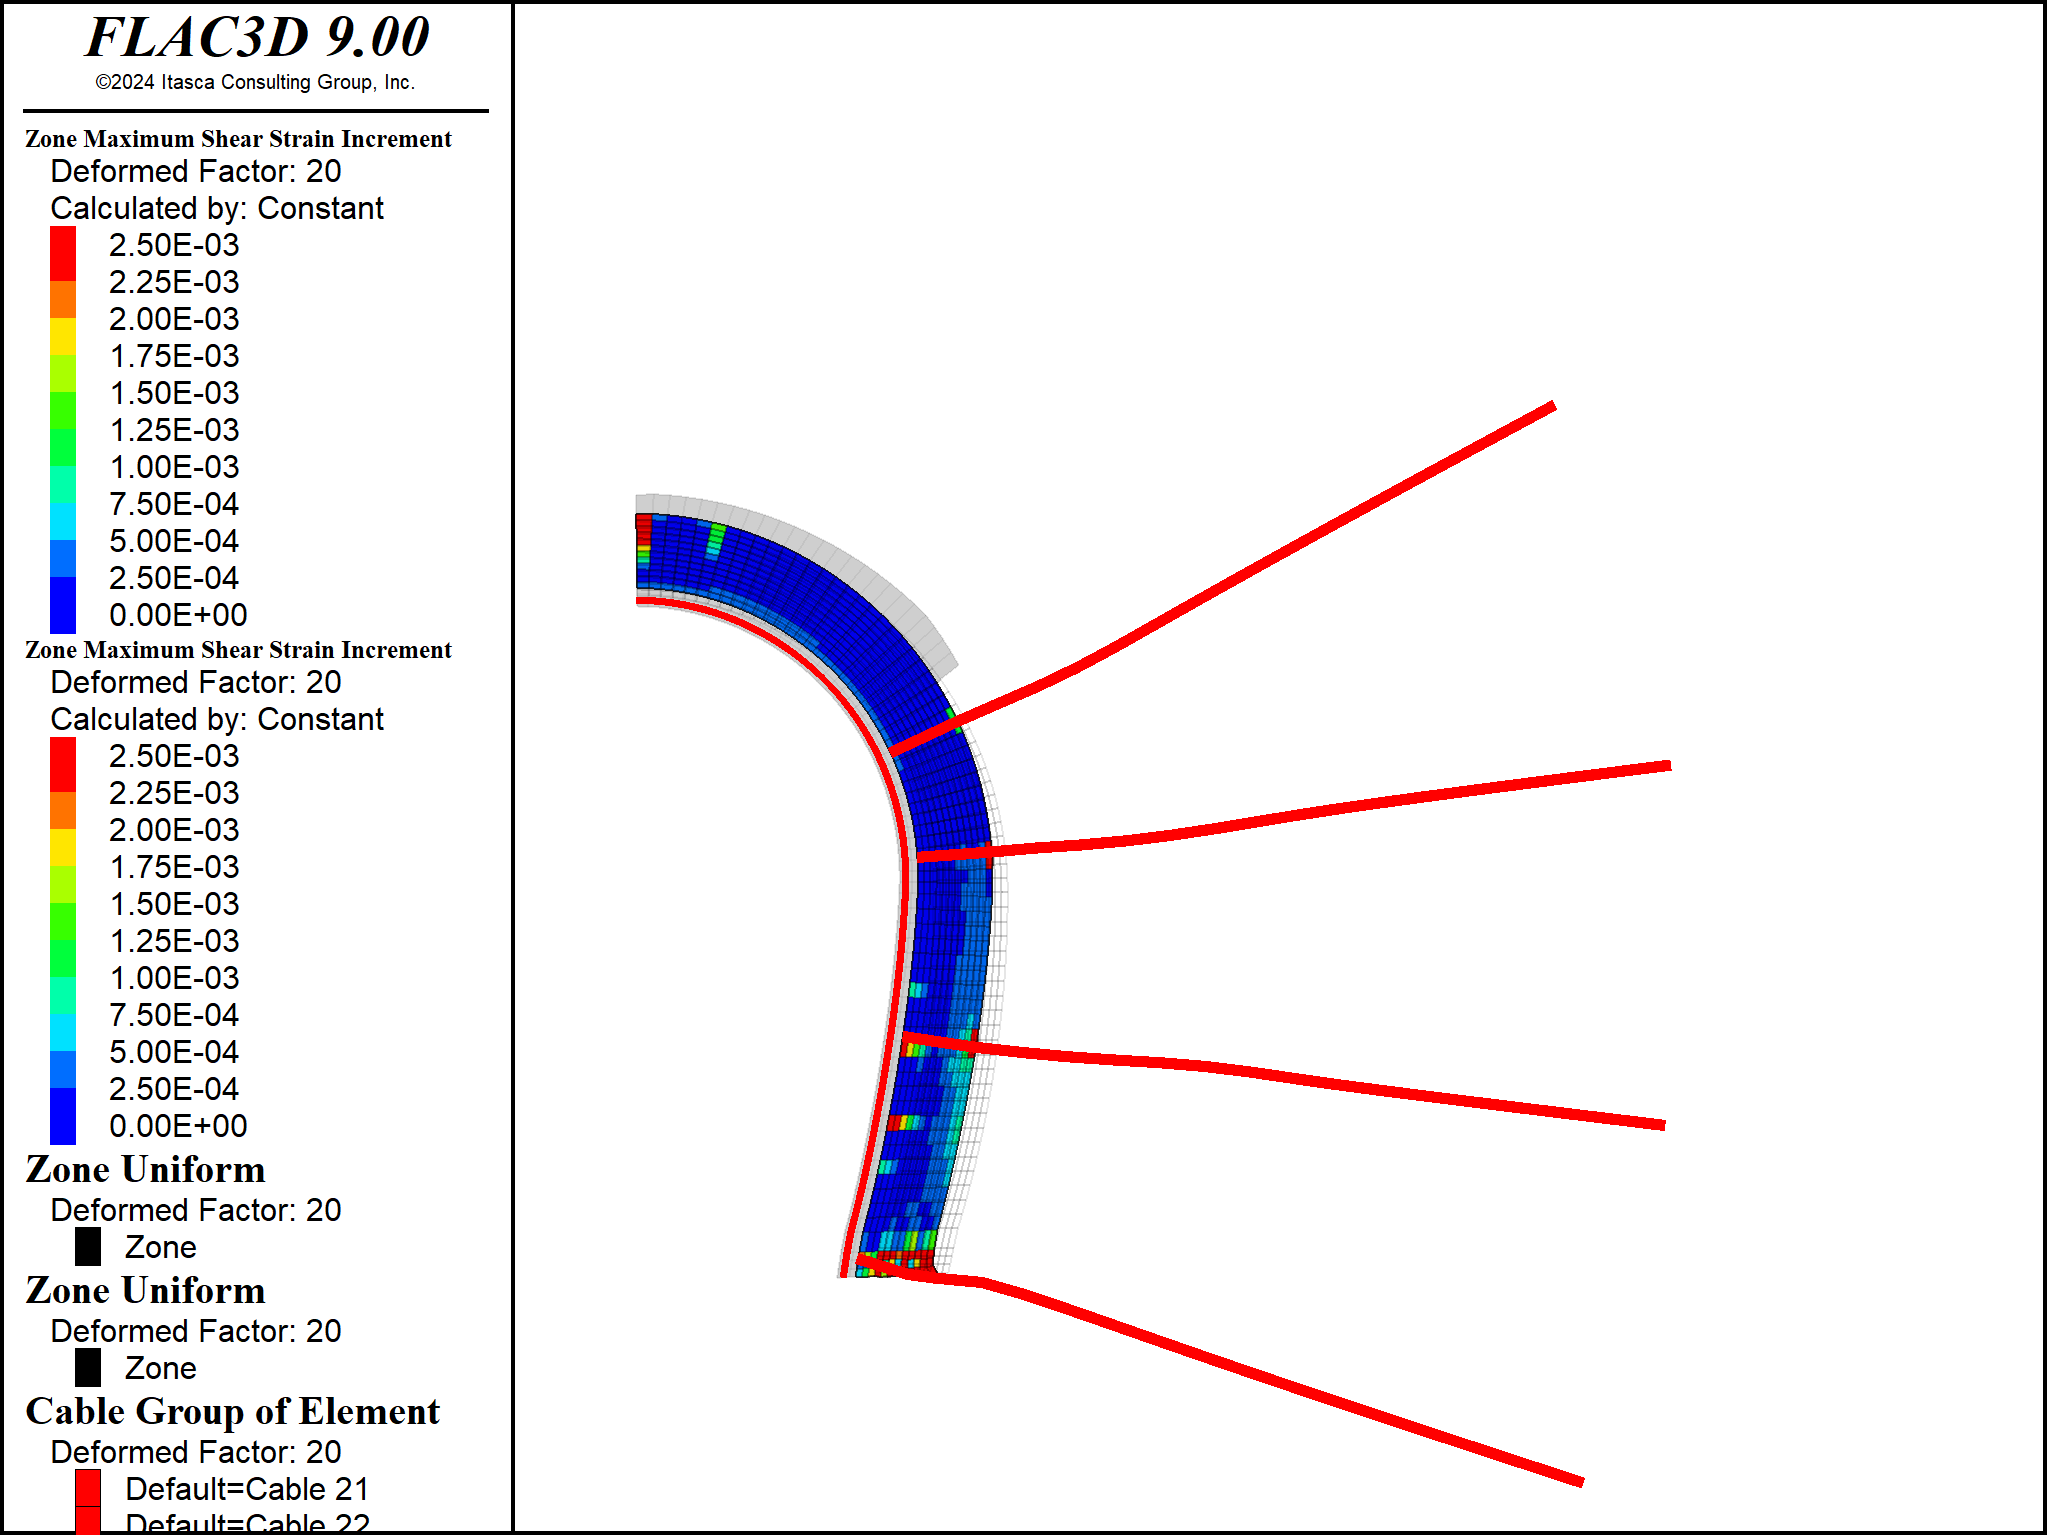 FLAC3D 9.00
©2024 Itasca Consulting Group, Inc.
Zone Maximum Shear Strain Increment
Deformed Factor: 20
Calculated by: Constant
2.50E-03
2.25E-03
2.00E-03
1.75E-03
1.50E-03
1.25E-03
1.00E-03
7.50E-04
5.00E-04
2.50E-04
0.00E+00
Zone Maximum Shear Strain Increment
Deformed Factor: 20
Calculated by: Constant
2.50E-03
2.25E-03
2.00E-03
1.75E-03
1.50E-03
1.25E-03
1.00E-03
7.50E-04
5.00E-04
2.50E-04
0.00E+00
Zone Uniform
Deformed Factor: 20
Zone
Zone Uniform
Deformed Factor: 20
Zone
Cable Group of Element
Deformed Factor: 20
Default=Cable 21
Default=Cable 22